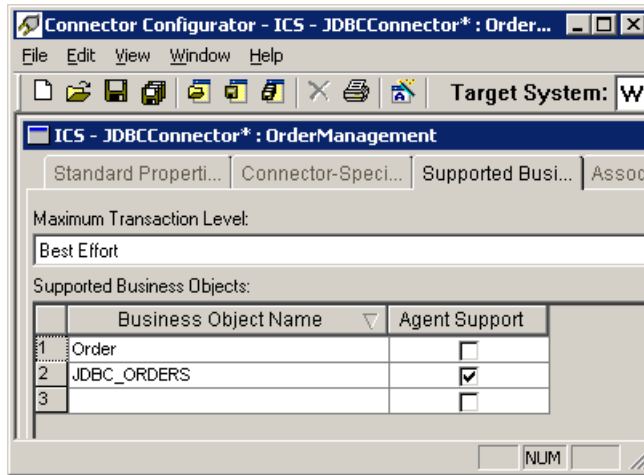 Connector Configurator - ICS - JDBCConnector* : Order...
File Edit View Window Help
Target System: W
ICS - JDBCConnector* : OrderManagement
Standard Properti... Connector-Speci... Supported Busi... Assoc
Maximum Transaction Level:
Best Effort
Supported Business Objects:
Business Object Name Agent Support
1 Order
2 JDBC_ORDERS
3
NUM